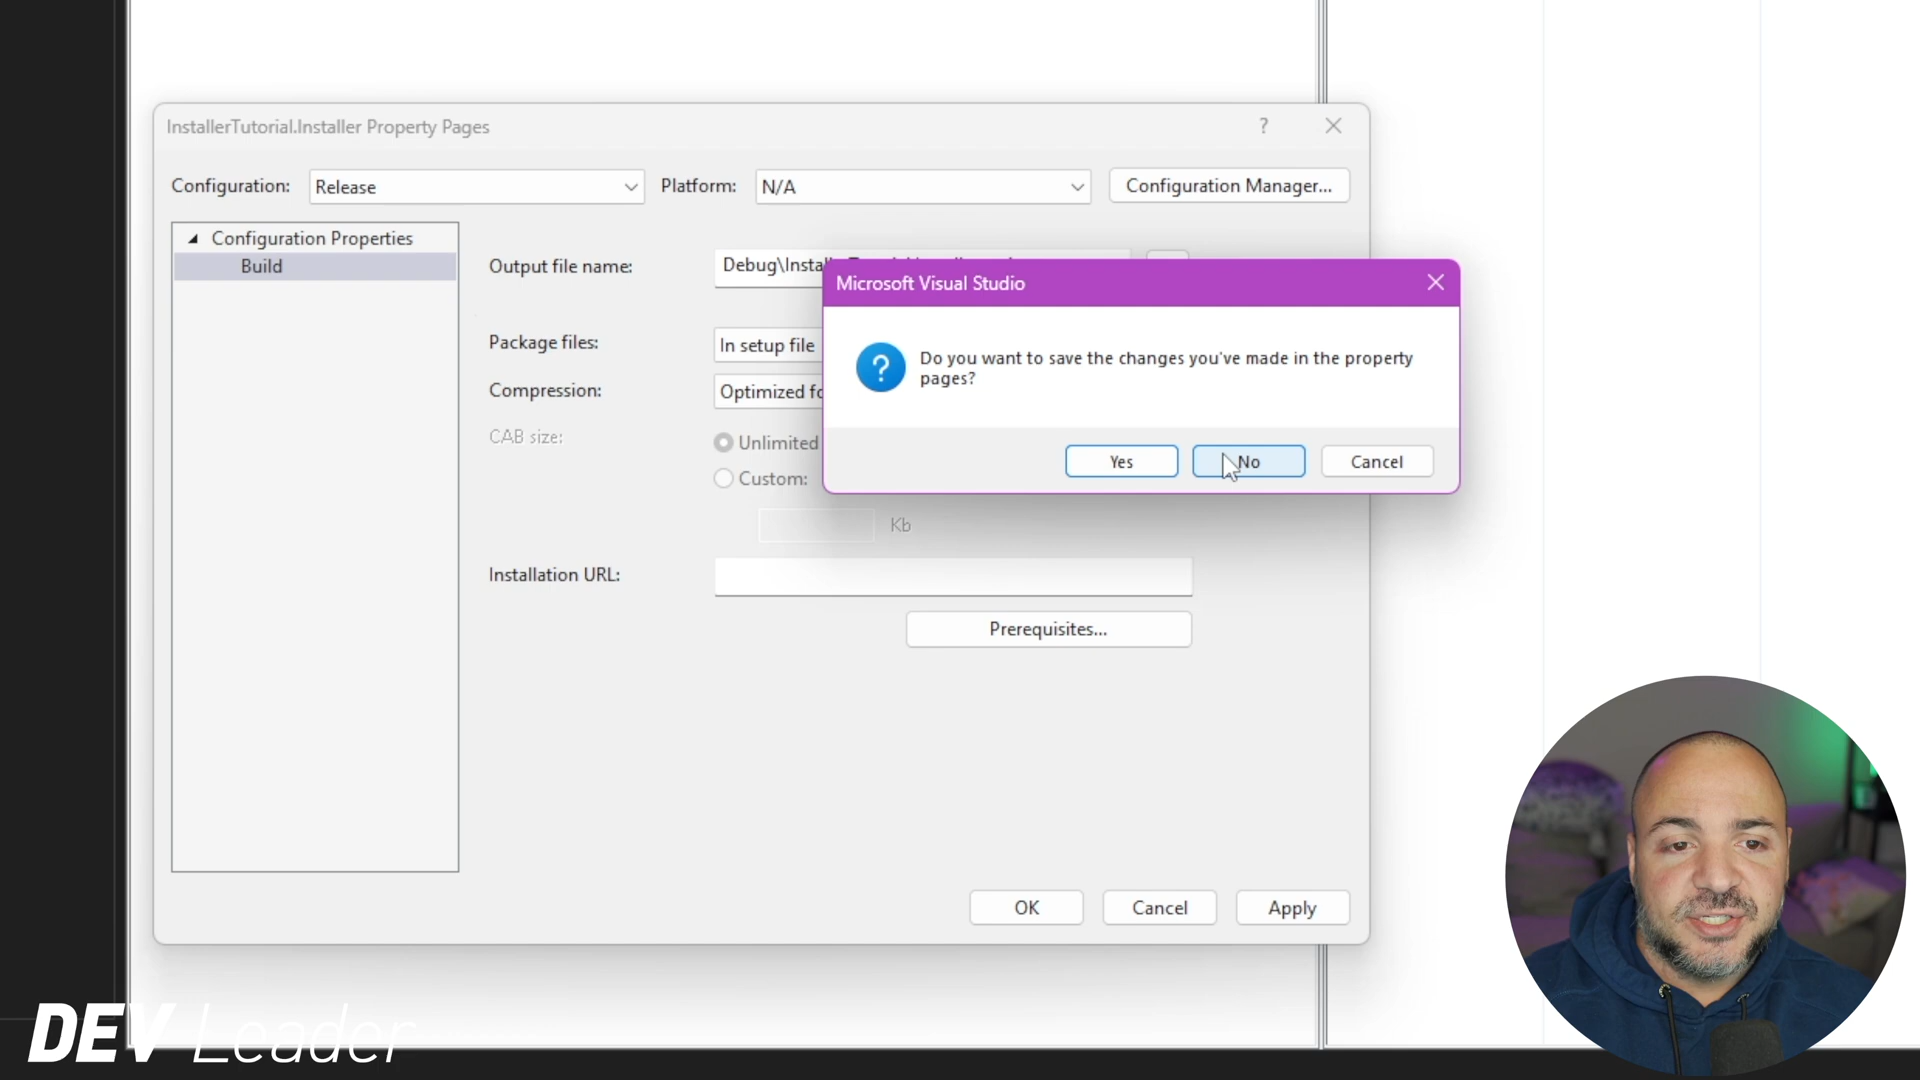 InstallerTutorial.Installer Property Pages
?
Configuration: Release Platform: N/A Configuration Manager...
Configuration Properties
Build
Output file name: Debug\Insta
Microsoft Visual Studio
Do you want to save the changes you've made in the property
pages?
Yes No Cancel
Package files: In setup file
Compression: Optimized fo
CAB size: Unlimited
Custom:
Kb
Installation URL:
Prerequisites...
OK Cancel Apply
DEV Leader